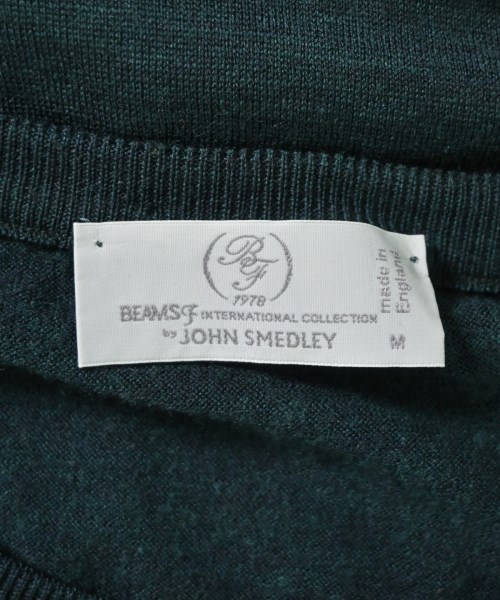 BF
1978
BEAMS F INTERNATIONAL COLLECTION
by JOHN SMEDLEY
made in
England
M